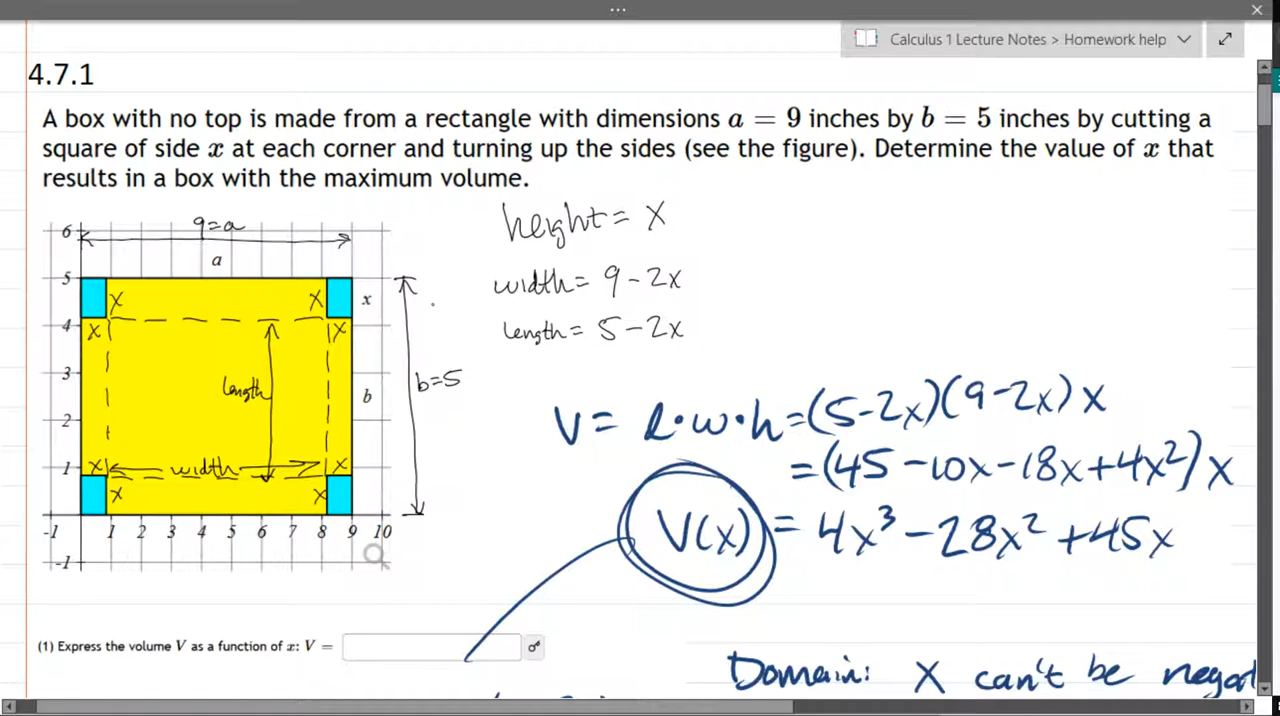 ...
Calculus 1 Lecture Notes > Homework help
4.7.1
A box with no top is made from a rectangle with dimensions a = 9 inches by b = 5 inches by cutting a
square of side x at each corner and turning up the sides (see the figure). Determine the value of x that
results in a box with the maximum volume.
height = x
width = 9 - 2x
length = 5 - 2x
6
9=a
a
5
X X x
4
X X
3
length b b=5
2
1
X width X
X X
-1 1 2 3 4 5 6 7 8 9 10
-1
V = l·w·h = (5-2x)(9-2x)x
= (45 - 10x - 18x + 4x²)x
V(x) = 4x³ - 28x² + 45x
(1) Express the volume V as a function of x: V =
Domain: X can't be negat